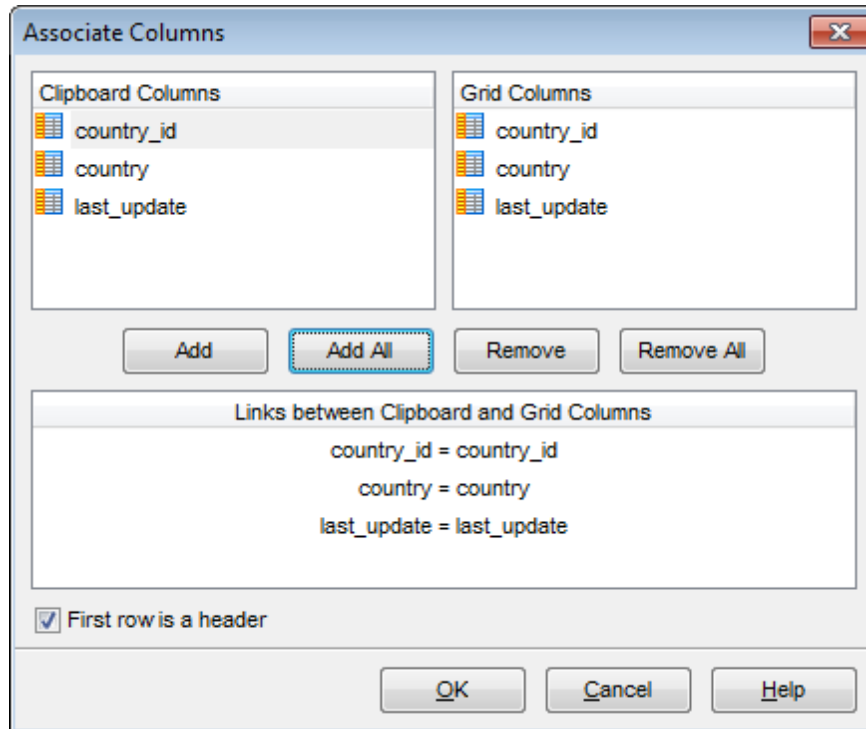 Associate Columns
Clipboard Columns
country_id
country
last_update
Grid Columns
country_id
country
last_update
Add
Add All
Remove
Remove All
Links between Clipboard and Grid Columns
country_id = country_id
country = country
last_update = last_update
First row is a header
OK
Cancel
Help